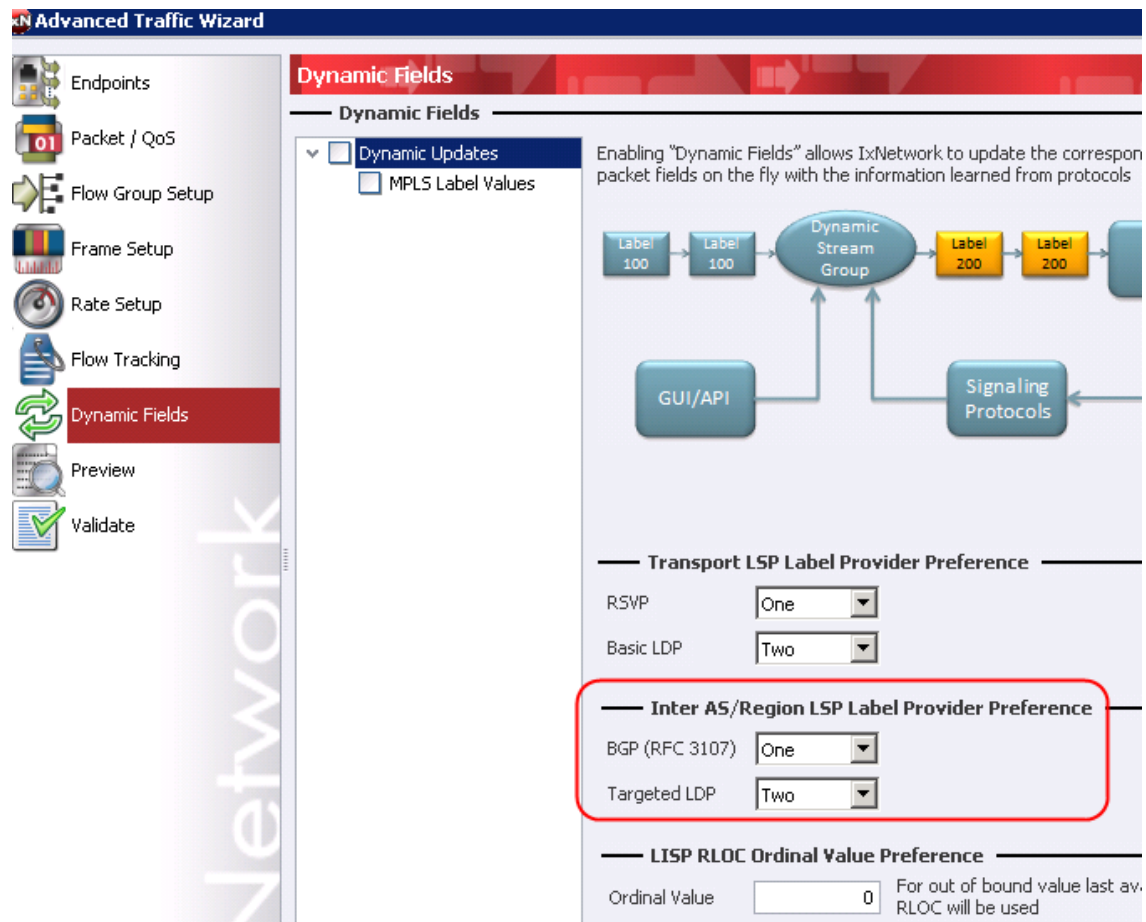 xN Advanced Traffic Wizard
Endpoints
01
Packet / QoS
Flow Group Setup
Frame Setup
Rate Setup
Flow Tracking
Dynamic Fields
Preview
Validate
Network
Dynamic Fields
Dynamic Fields
Dynamic Updates
MPLS Label Values
Enabling "Dynamic Fields" allows IxNetwork to update the correspon
packet fields on the fly with the information learned from protocols
Label
100
Label
100
Dynamic
Stream
Group
Label
200
Label
200
GUI/API
Signaling
Protocols
Transport LSP Label Provider Preference
RSVP One
Basic LDP Two
Inter AS/Region LSP Label Provider Preference
BGP (RFC 3107) One
Targeted LDP Two
LISP RLOC Ordinal Value Preference
Ordinal Value 0
For out of bound value last av
RLOC will be used